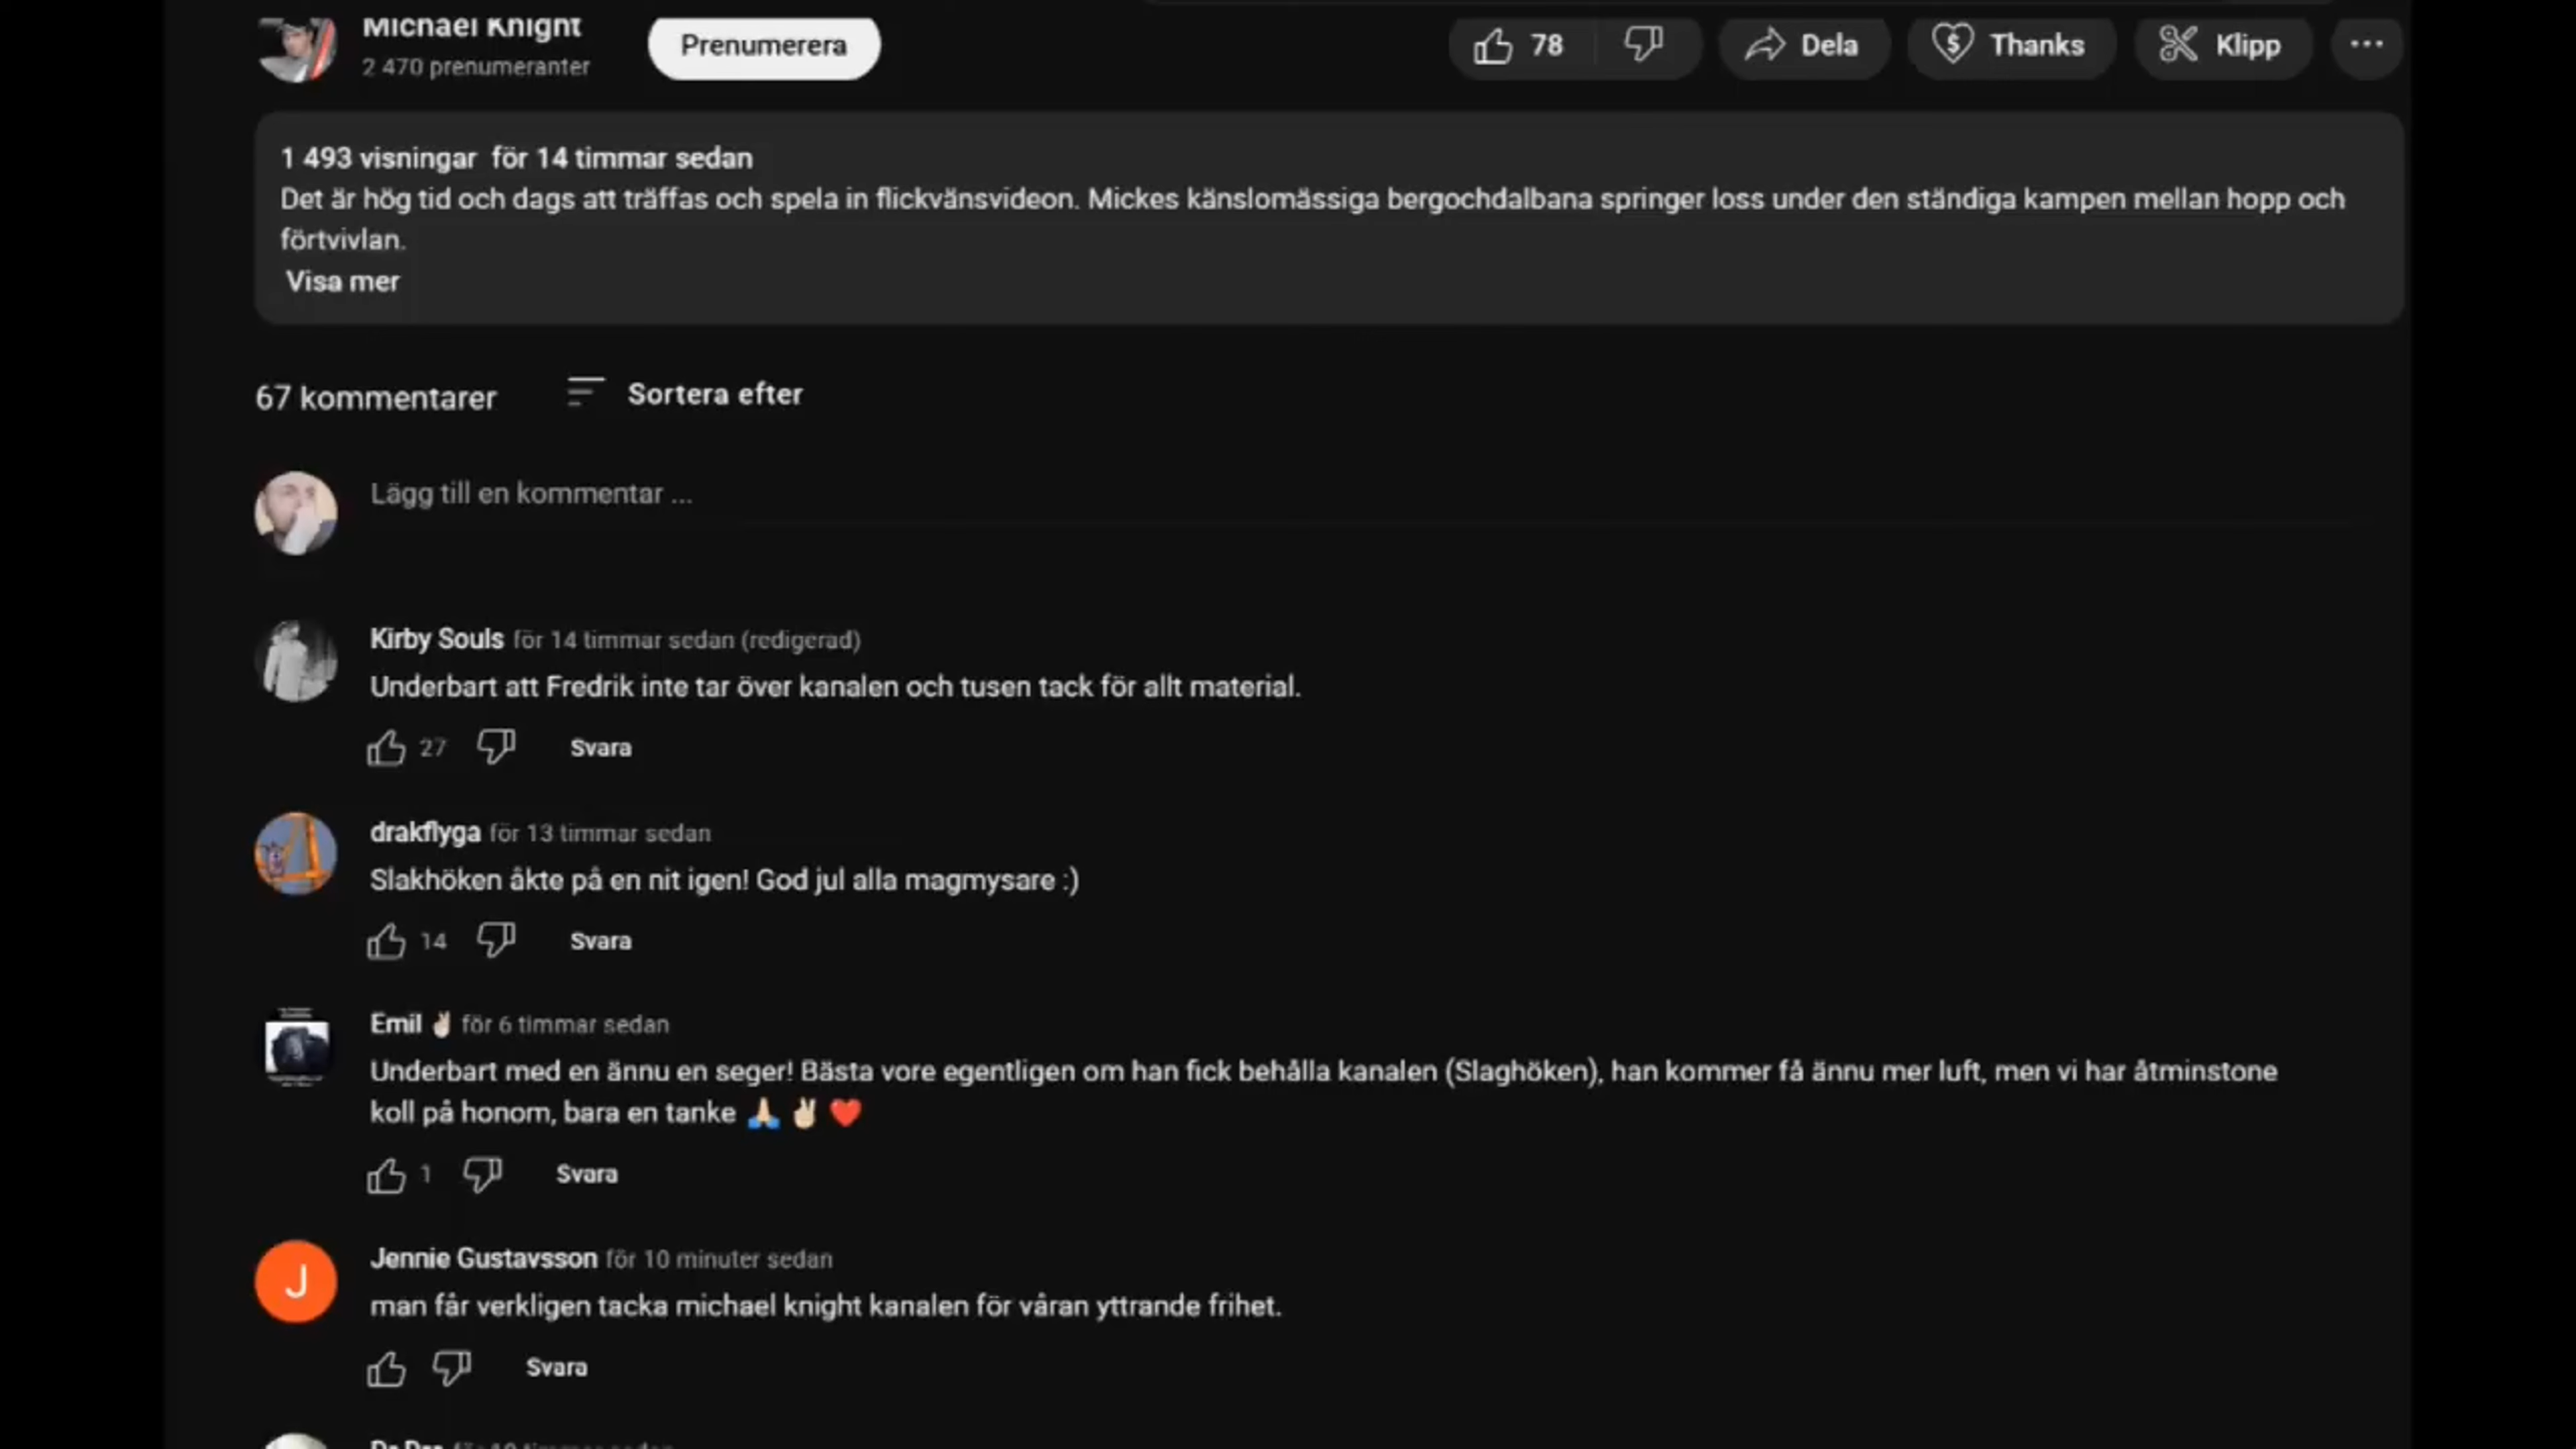 Michael Knight
2 470 prenumeranter
Prenumerera
78
Dela
Thanks
Klipp
1 493 visningar för 14 timmar sedan
Det är hög tid och dags att träffas och spela in flickvänsvideon. Mickes känslomässiga bergochdalbana springer loss under den ständiga kampen mellan hopp och
förtvivlan.
Visa mer
67 kommentarer
Sortera efter
Lägg till en kommentar ...
Kirby Souls för 14 timmar sedan (redigerad)
Underbart att Fredrik inte tar över kanalen och tusen tack för allt material.
27
Svara
drakflyga för 13 timmar sedan
Slakhöken åkte på en nit igen! God jul alla magmysare :)
14
Svara
Emil ✌🏻 för 6 timmar sedan
Underbart med en ännu en seger! Bästa vore egentligen om han fick behålla kanalen (Slaghöken), han kommer få ännu mer luft, men vi har åtminstone
koll på honom, bara en tanke 🙏🏻 ✌🏻 ❤️
1
Svara
J
Jennie Gustavsson för 10 minuter sedan
man får verkligen tacka michael knight kanalen för våran yttrande frihet.
Svara